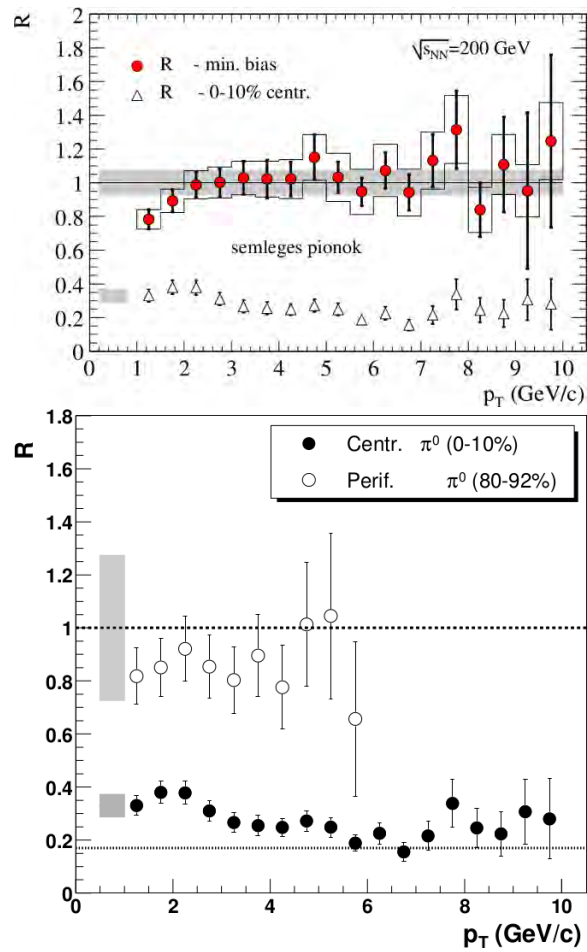 R
2
1.8
1.6
1.4
1.2
1
0.8
0.6
0.4
0.2
0
√sNN=200 GeV
R - min. bias
R - 0-10% centr.
semleges pionok
0 1 2 3 4 5 6 7 8 9 10
pT (GeV/c)
R
1.8
1.6
1.4
1.2
1
0.8
0.6
0.4
0.2
0
Centr. π⁰ (0-10%)
Perif. π⁰ (80-92%)
0 2 4 6 8 10
pT (GeV/c)